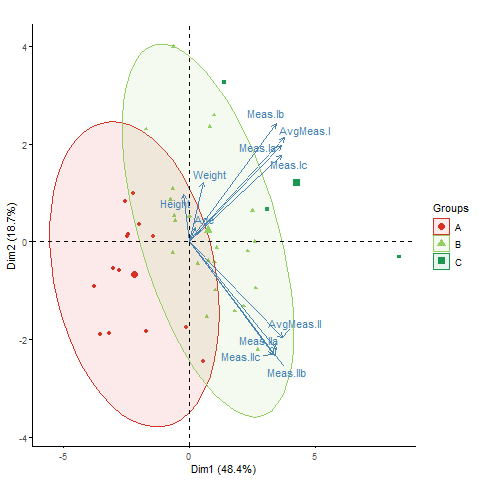 4
Meas.Ib
AvgMeas.I
2
Meas.Ia
Meas.Ic
Weight
Height
Age
Groups
A
B
C
Dim2 (18.7%)
0
AvgMeas.II
-2
Meas.IIa
Meas.IIc
Meas.IIb
-4
-5
0
5
Dim1 (48.4%)